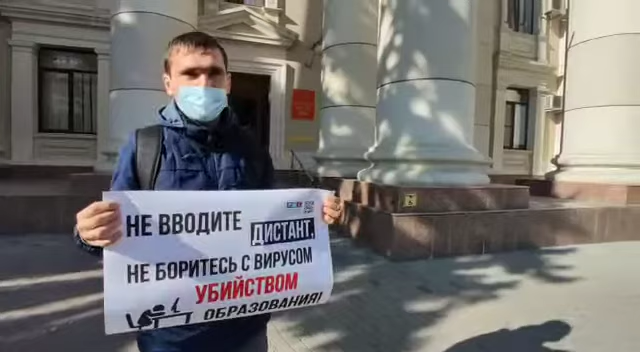 НЕ ВВОДИТЕ
ДИСТАНТ,
НЕ БОРИТЕСЬ С ВИРУСОМ
УБИЙСТВОМ
ОБРАЗОВАНИЯ!